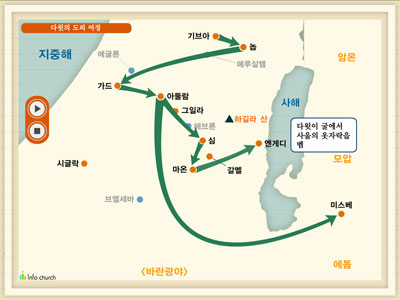 다윗의 도피 여정
지중해
기브아
놉
에글론
예루살렘
암몬
가드
아둘람
사해
그일라
하길라 산
헤브론
십
다윗이 굴에서
사울의 옷자락을
벰
엔게디
모압
시글락
마온
갈멜
브엘세바
미스베
에돔
〈바란광야〉
Info church